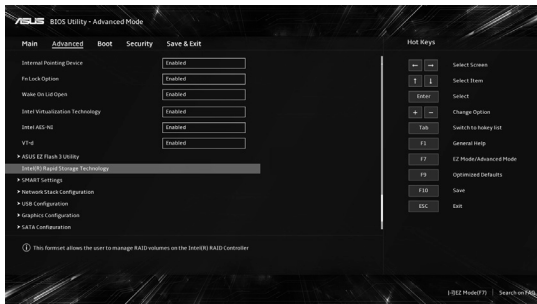 ASUS BIOS Utility - Advanced Mode
Main Advanced Boot Security Save & Exit
Hot Keys
Internal Pointing Device Enabled
Fn Lock Option Enabled
Wake On Lid Open Enabled
Intel Virtualization Technology Enabled
Intel AES-NI Enabled
VT-d Enabled
ASUS EZ Flash 3 Utility
Intel(R) Rapid Storage Technology
SMART Settings
Network Stack Configuration
USB Configuration
Graphics Configuration
SATA Configuration
This formset allows the user to manage RAID volumes on the Intel(R) RAID Controller
← → Select Screen
↑ ↓ Select Item
Enter Select
+ - Change Option
Tab Switch to hokey list
F1 General Help
F7 EZ Mode/Advanced Mode
F9 Optimized Defaults
F10 Save
ESC Exit
EZ Mode(F7) | Search on FAQ